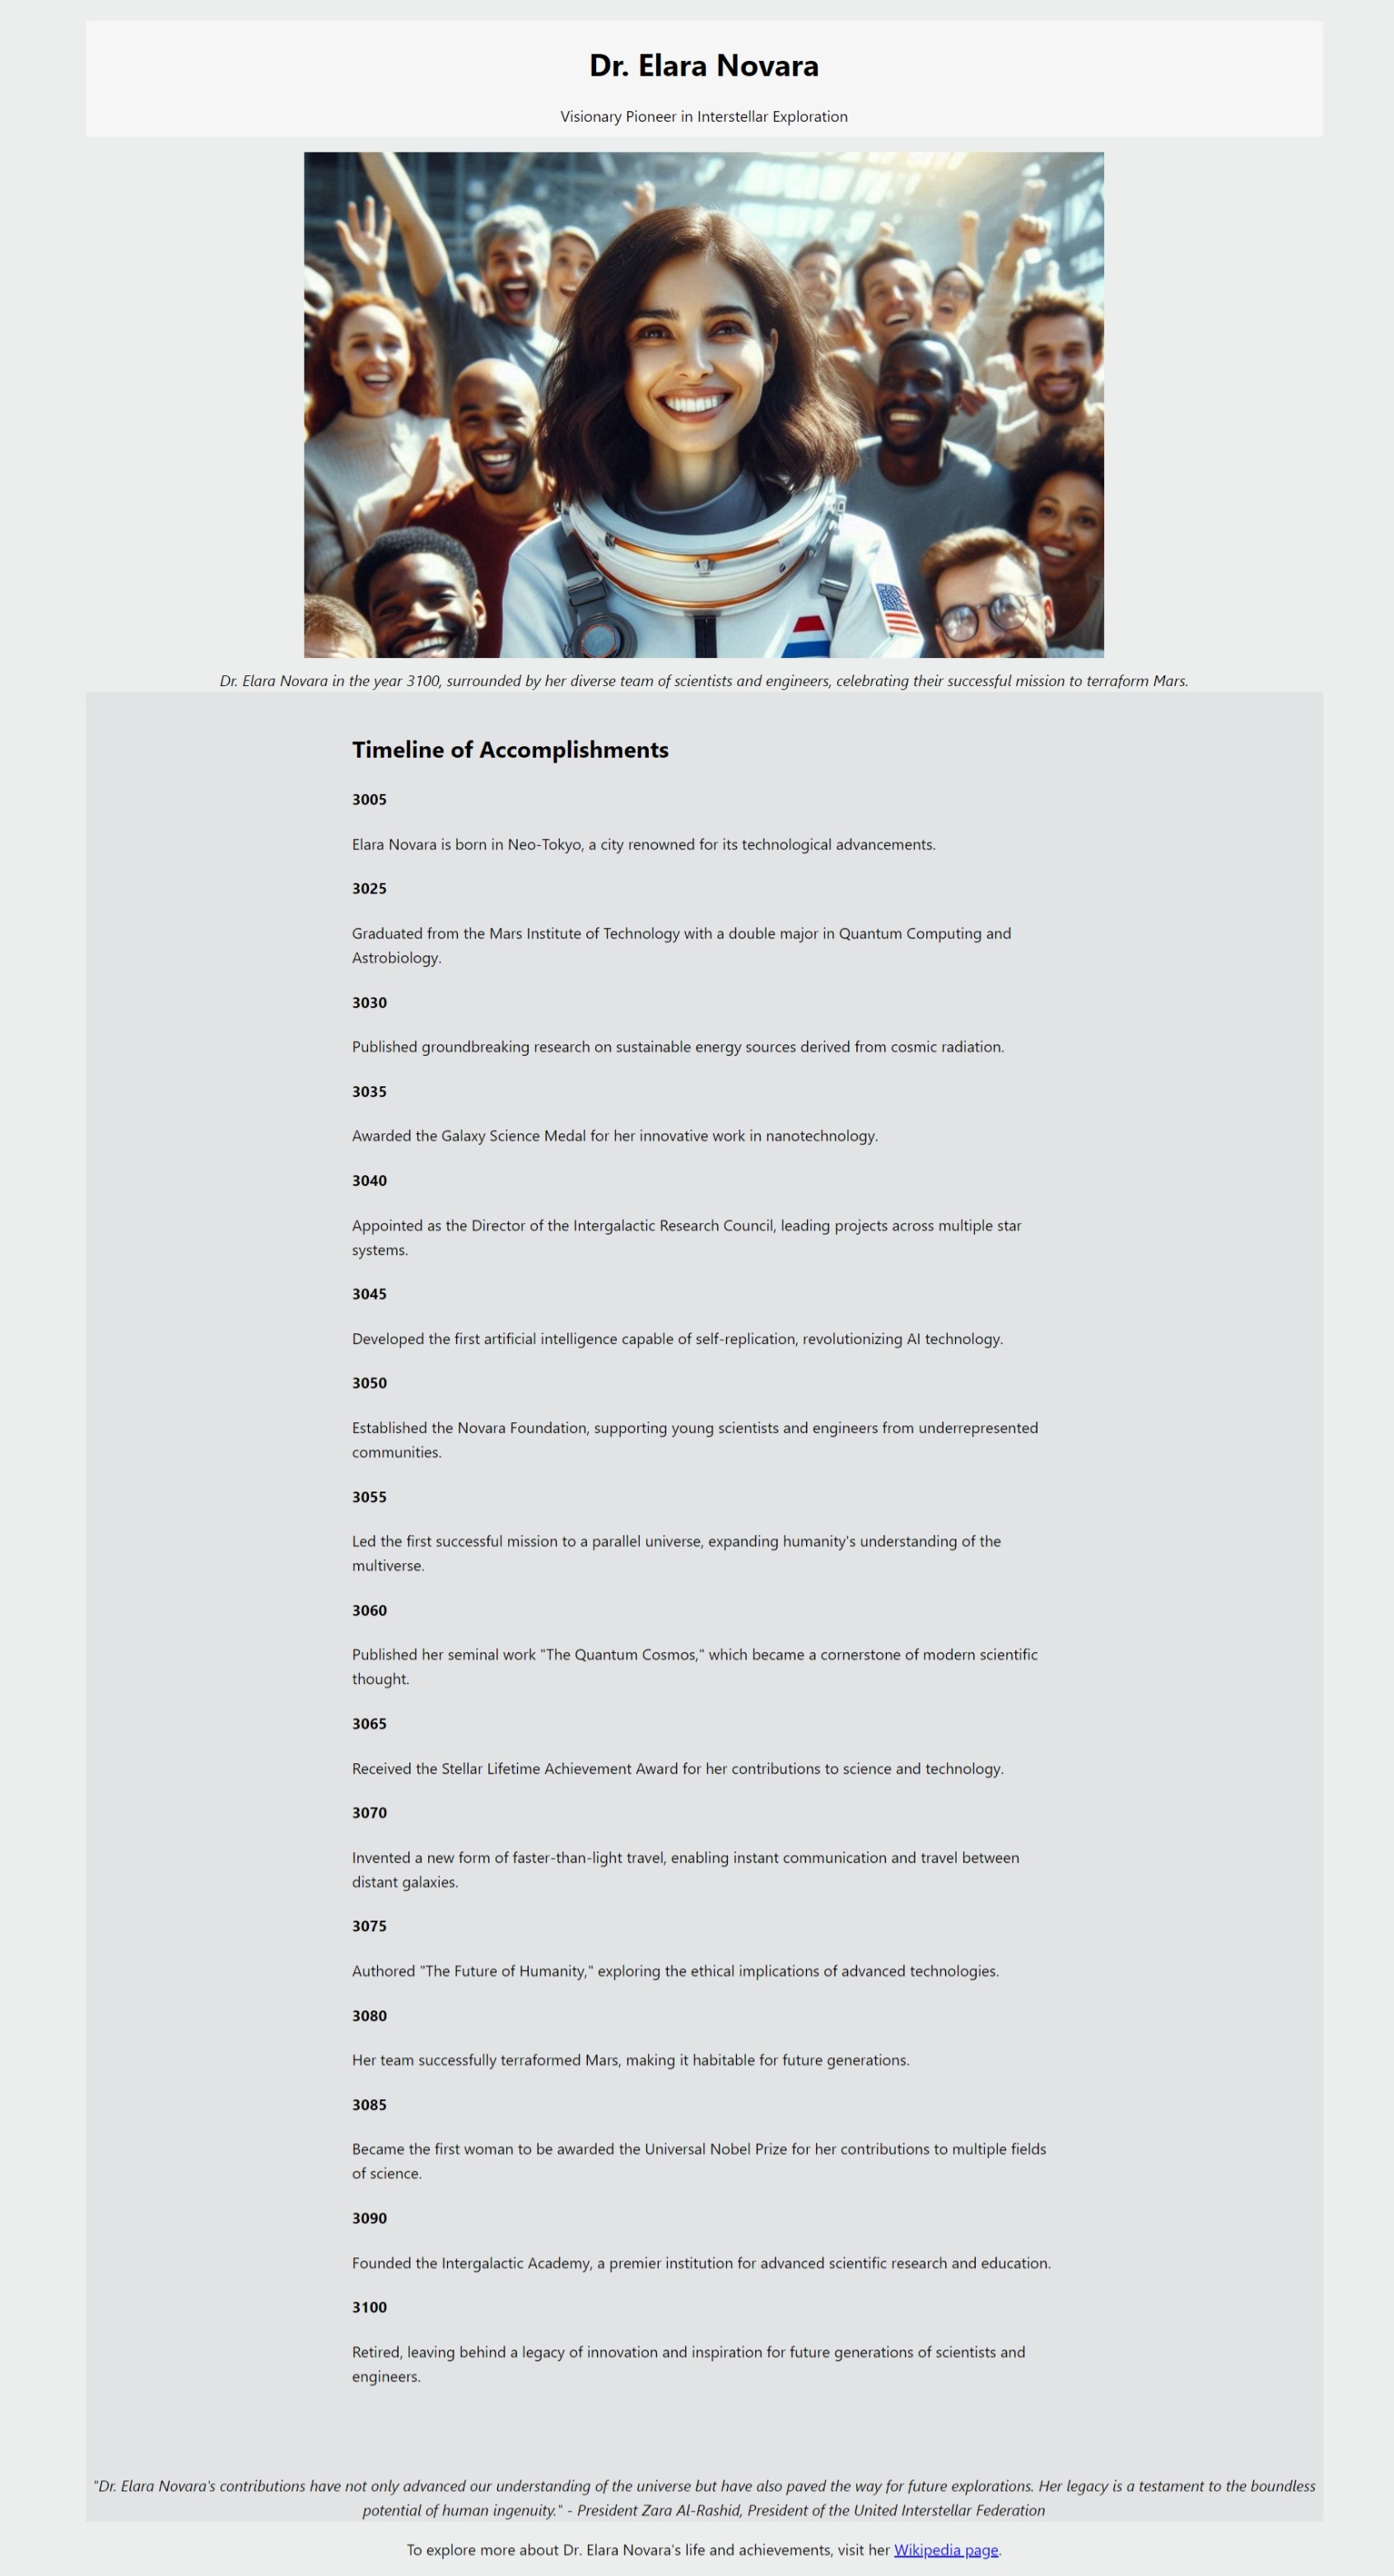 Dr. Elara Novara
Visionary Pioneer in Interstellar Exploration
Dr. Elara Novara in the year 3100, surrounded by her diverse team of scientists and engineers, celebrating their successful mission to terraform Mars.
Timeline of Accomplishments
3005
Elara Novara is born in Neo-Tokyo, a city renowned for its technological advancements.
3025
Graduated from the Mars Institute of Technology with a double major in Quantum Computing and
Astrobiology.
3030
Published groundbreaking research on sustainable energy sources derived from cosmic radiation.
3035
Awarded the Galaxy Science Medal for her innovative work in nanotechnology.
3040
Appointed as the Director of the Intergalactic Research Council, leading projects across multiple star
systems.
3045
Developed the first artificial intelligence capable of self-replication, revolutionizing AI technology.
3050
Established the Novara Foundation, supporting young scientists and engineers from underrepresented
communities.
3055
Led the first successful mission to a parallel universe, expanding humanity's understanding of the
multiverse.
3060
Published her seminal work "The Quantum Cosmos," which became a cornerstone of modern scientific
thought.
3065
Received the Stellar Lifetime Achievement Award for her contributions to science and technology.
3070
Invented a new form of faster-than-light travel, enabling instant communication and travel between
distant galaxies.
3075
Authored "The Future of Humanity," exploring the ethical implications of advanced technologies.
3080
Her team successfully terraformed Mars, making it habitable for future generations.
3085
Became the first woman to be awarded the Universal Nobel Prize for her contributions to multiple fields
of science.
3090
Founded the Intergalactic Academy, a premier institution for advanced scientific research and education.
3100
Retired, leaving behind a legacy of innovation and inspiration for future generations of scientists and
engineers.
"Dr. Elara Novara's contributions have not only advanced our understanding of the universe but have also paved the way for future explorations. Her legacy is a testament to the boundless
potential of human ingenuity." - President Zara Al-Rashid, President of the United Interstellar Federation
To explore more about Dr. Elara Novara's life and achievements, visit her Wikipedia page.